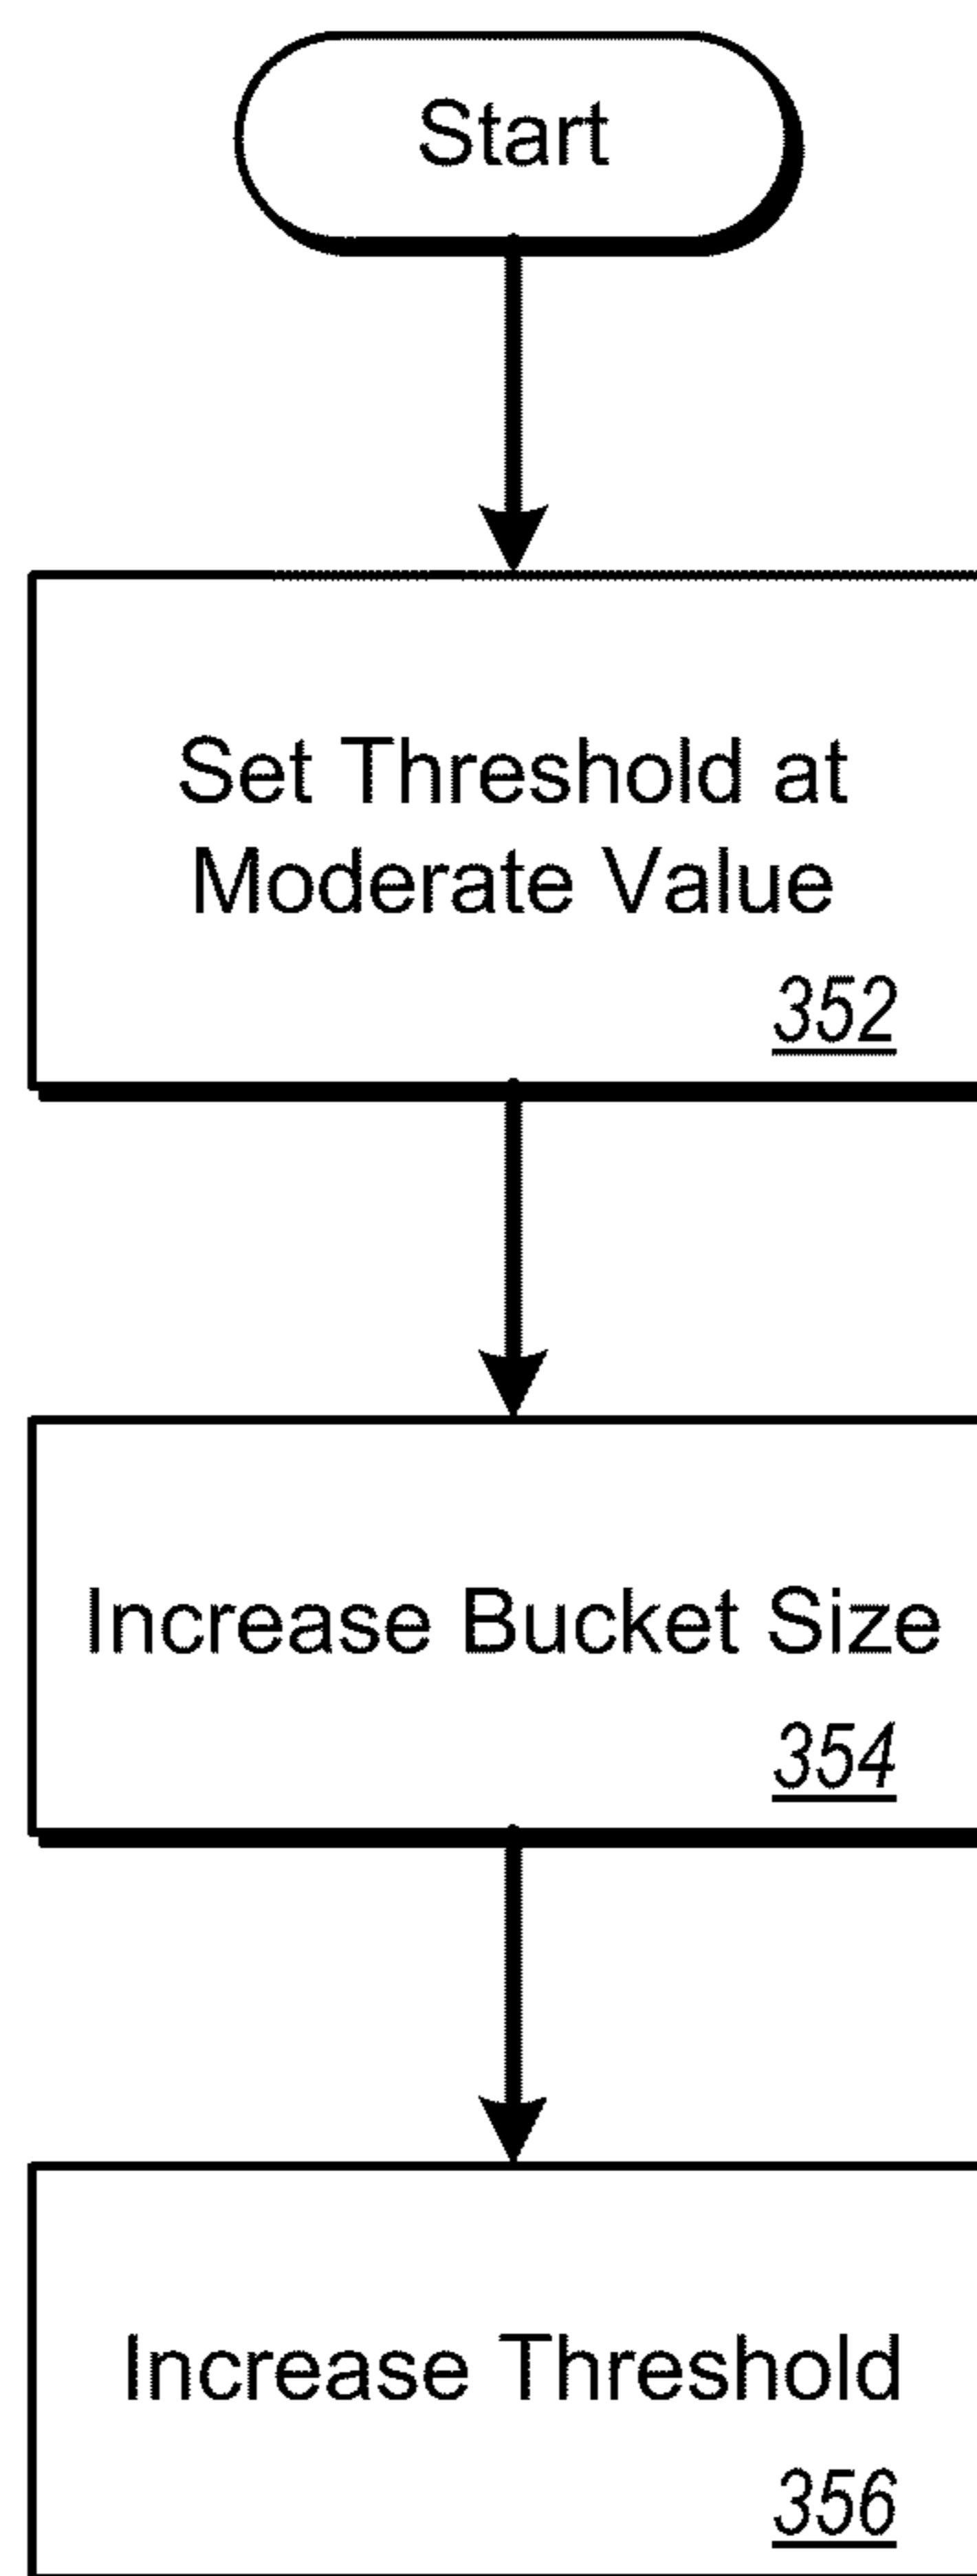 Start
Set Threshold at
Moderate Value
352
Increase Bucket Size
354
Increase Threshold
356